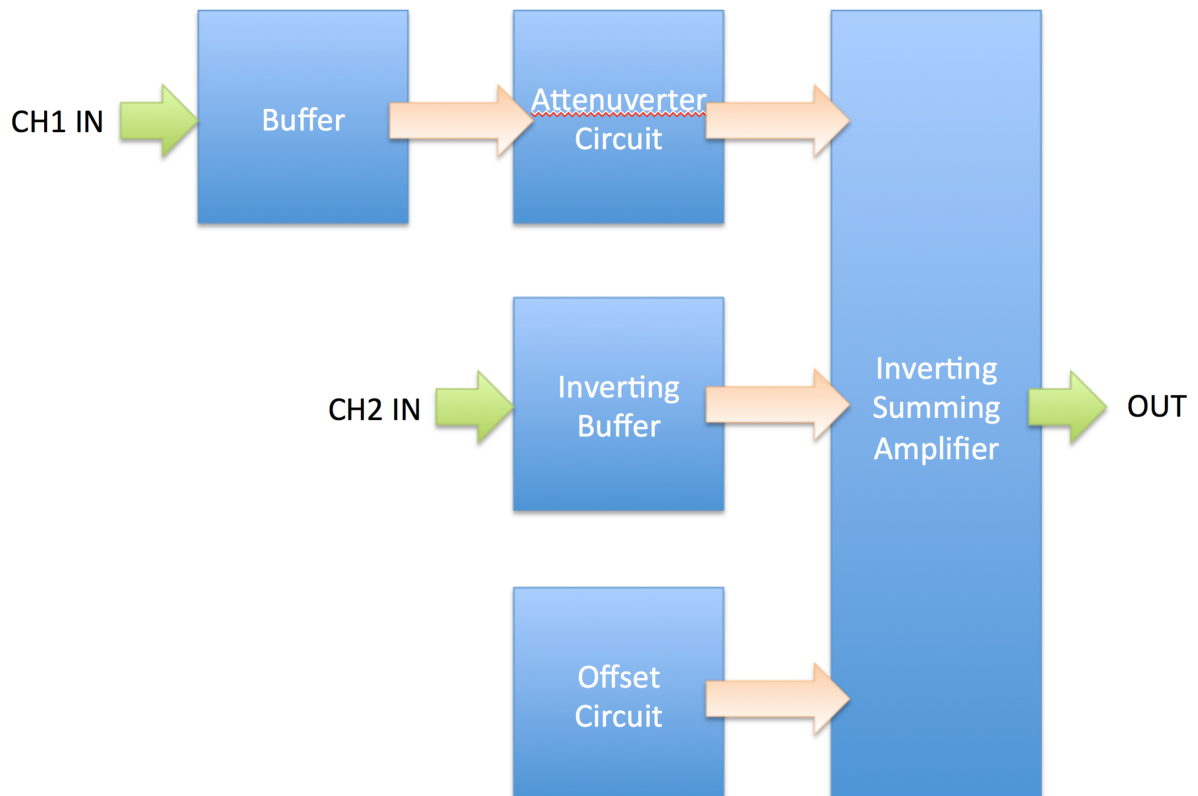 CH1 IN
Buffer
Attenuverter
Circuit
CH2 IN
Inverting
Buffer
Inverting
Summing
Amplifier
OUT
Offset
Circuit